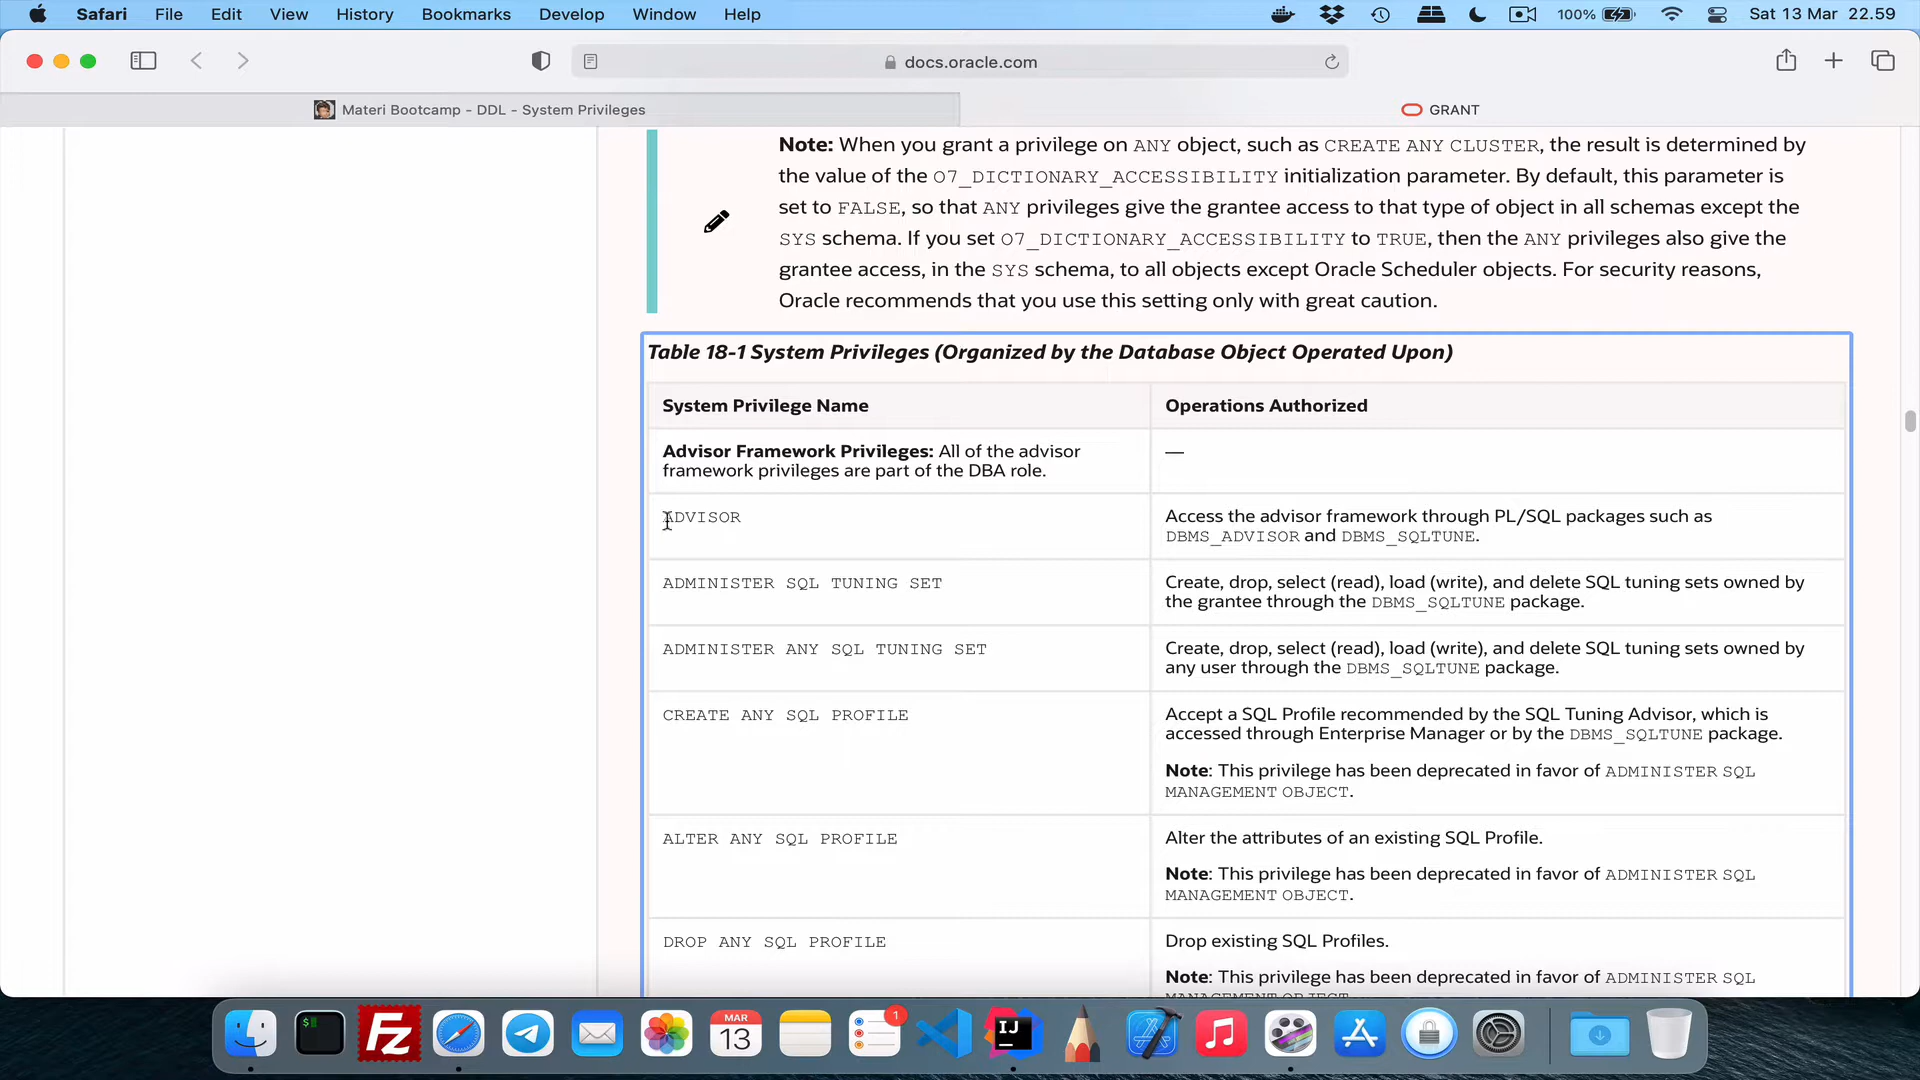 Safari File Edit View History Bookmarks Develop Window Help 100% Sat 13 Mar 22.59
docs.oracle.com
Materi Bootcamp - DDL - System Privileges GRANT
Note: When you grant a privilege on ANY object, such as CREATE ANY CLUSTER, the result is determined by
the value of the O7_DICTIONARY_ACCESSIBILITY initialization parameter. By default, this parameter is
set to FALSE, so that ANY privileges give the grantee access to that type of object in all schemas except the
SYS schema. If you set O7_DICTIONARY_ACCESSIBILITY to TRUE, then the ANY privileges also give the
grantee access, in the SYS schema, to all objects except Oracle Scheduler objects. For security reasons,
Oracle recommends that you use this setting only with great caution.
Table 18-1 System Privileges (Organized by the Database Object Operated Upon)
System Privilege Name Operations Authorized
Advisor Framework Privileges: All of the advisor —
framework privileges are part of the DBA role.
ADVISOR Access the advisor framework through PL/SQL packages such as
DBMS_ADVISOR and DBMS_SQLTUNE.
ADMINISTER SQL TUNING SET Create, drop, select (read), load (write), and delete SQL tuning sets owned by
the grantee through the DBMS_SQLTUNE package.
ADMINISTER ANY SQL TUNING SET Create, drop, select (read), load (write), and delete SQL tuning sets owned by
any user through the DBMS_SQLTUNE package.
CREATE ANY SQL PROFILE Accept a SQL Profile recommended by the SQL Tuning Advisor, which is
accessed through Enterprise Manager or by the DBMS_SQLTUNE package.
Note: This privilege has been deprecated in favor of ADMINISTER SQL
MANAGEMENT OBJECT.
ALTER ANY SQL PROFILE Alter the attributes of an existing SQL Profile.
Note: This privilege has been deprecated in favor of ADMINISTER SQL
MANAGEMENT OBJECT.
DROP ANY SQL PROFILE Drop existing SQL Profiles.
Note: This privilege has been deprecated in favor of ADMINISTER SQL
MANAGEMENT OBJECT.
$
Fz
MAR
13
1
IJ